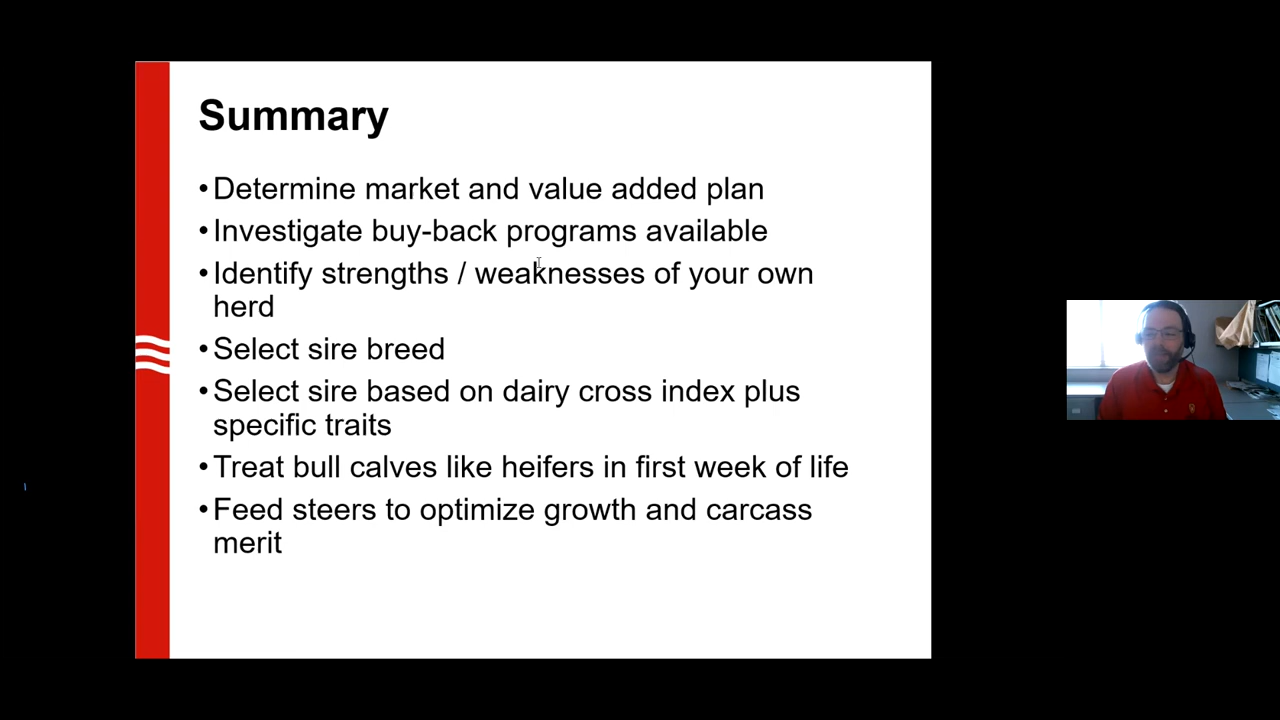 Summary
•Determine market and value added plan
•Investigate buy-back programs available
•Identify strengths / weaknesses of your own
herd
•Select sire breed
•Select sire based on dairy cross index plus
specific traits
•Treat bull calves like heifers in first week of life
•Feed steers to optimize growth and carcass
merit